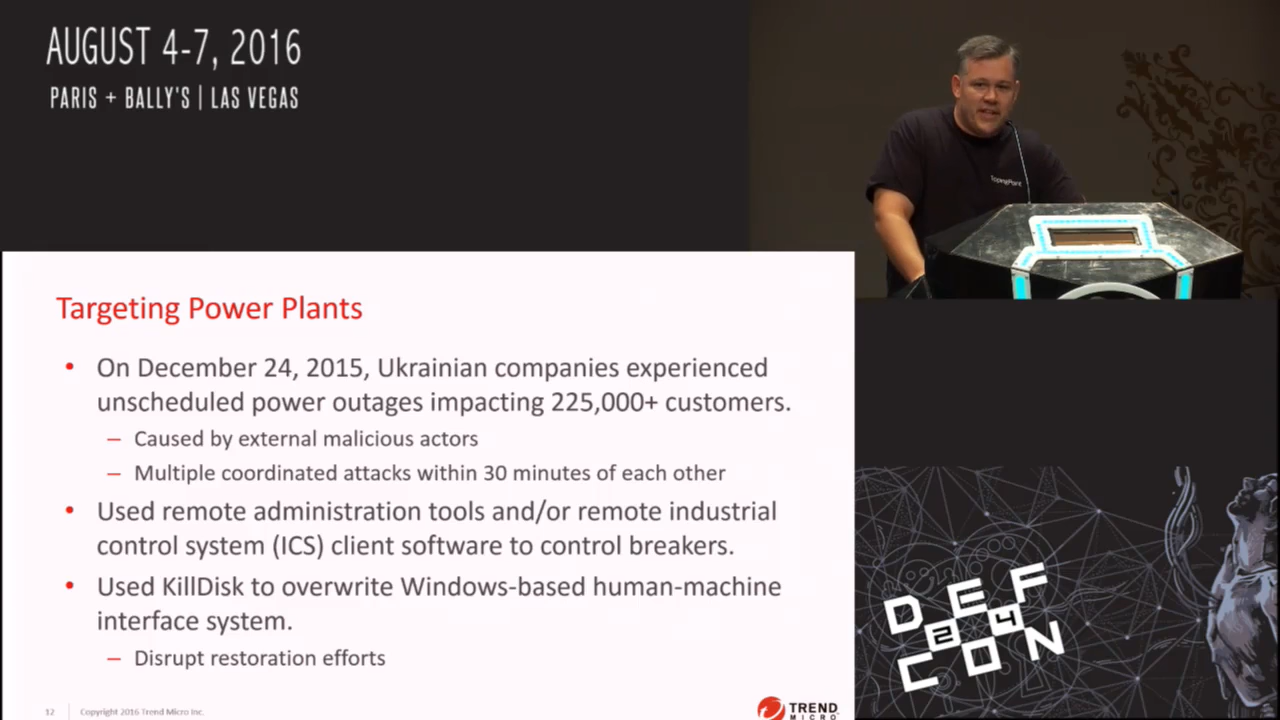 AUGUST 4-7, 2016
PARIS + BALLY'S | LAS VEGAS
TippingPoint
Targeting Power Plants
• On December 24, 2015, Ukrainian companies experienced
unscheduled power outages impacting 225,000+ customers.
– Caused by external malicious actors
– Multiple coordinated attacks within 30 minutes of each other
• Used remote administration tools and/or remote industrial
control system (ICS) client software to control breakers.
• Used KillDisk to overwrite Windows-based human-machine
interface system.
– Disrupt restoration efforts
12
Copyright 2016 Trend Micro Inc.
TREND
MICRO
DEF
24
CON